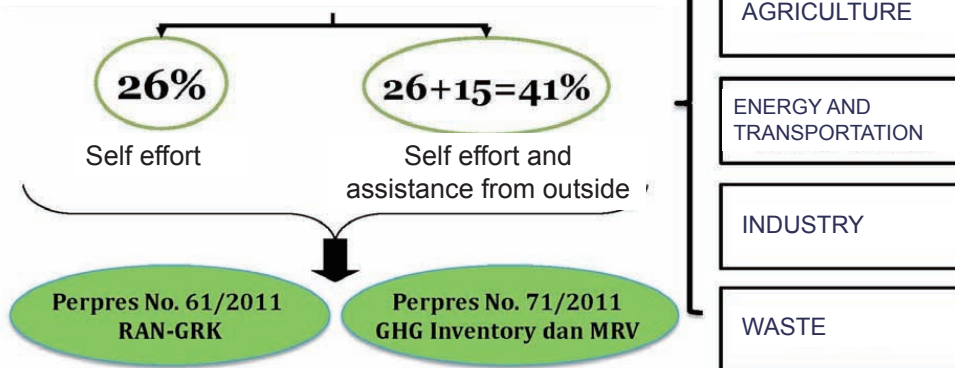 26%
26+15=41%
Self effort
Self effort and
assistance from outside
Perpres No. 61/2011
RAN-GRK
Perpres No. 71/2011
GHG Inventory dan MRV
AGRICULTURE
ENERGY AND
TRANSPORTATION
INDUSTRY
WASTE